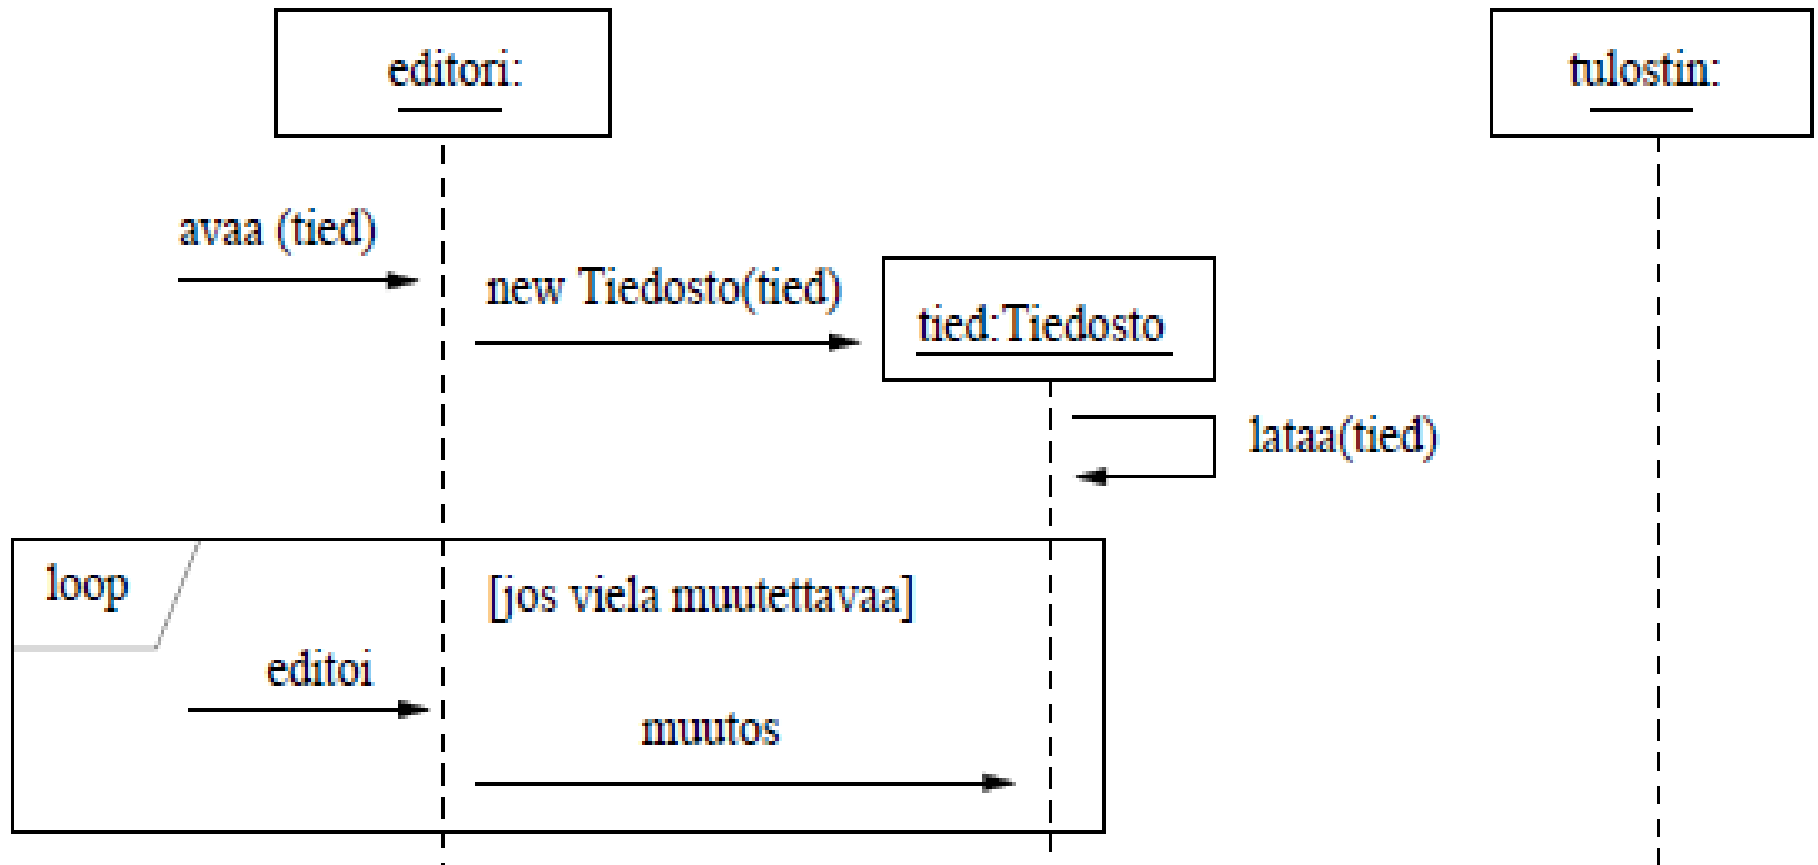 editori:
tulostin:
avaa (tied)
new Tiedosto(tied)
tied:Tiedosto
lataa(tied)
loop
[jos viela muutettavaa]
editoi
muutos